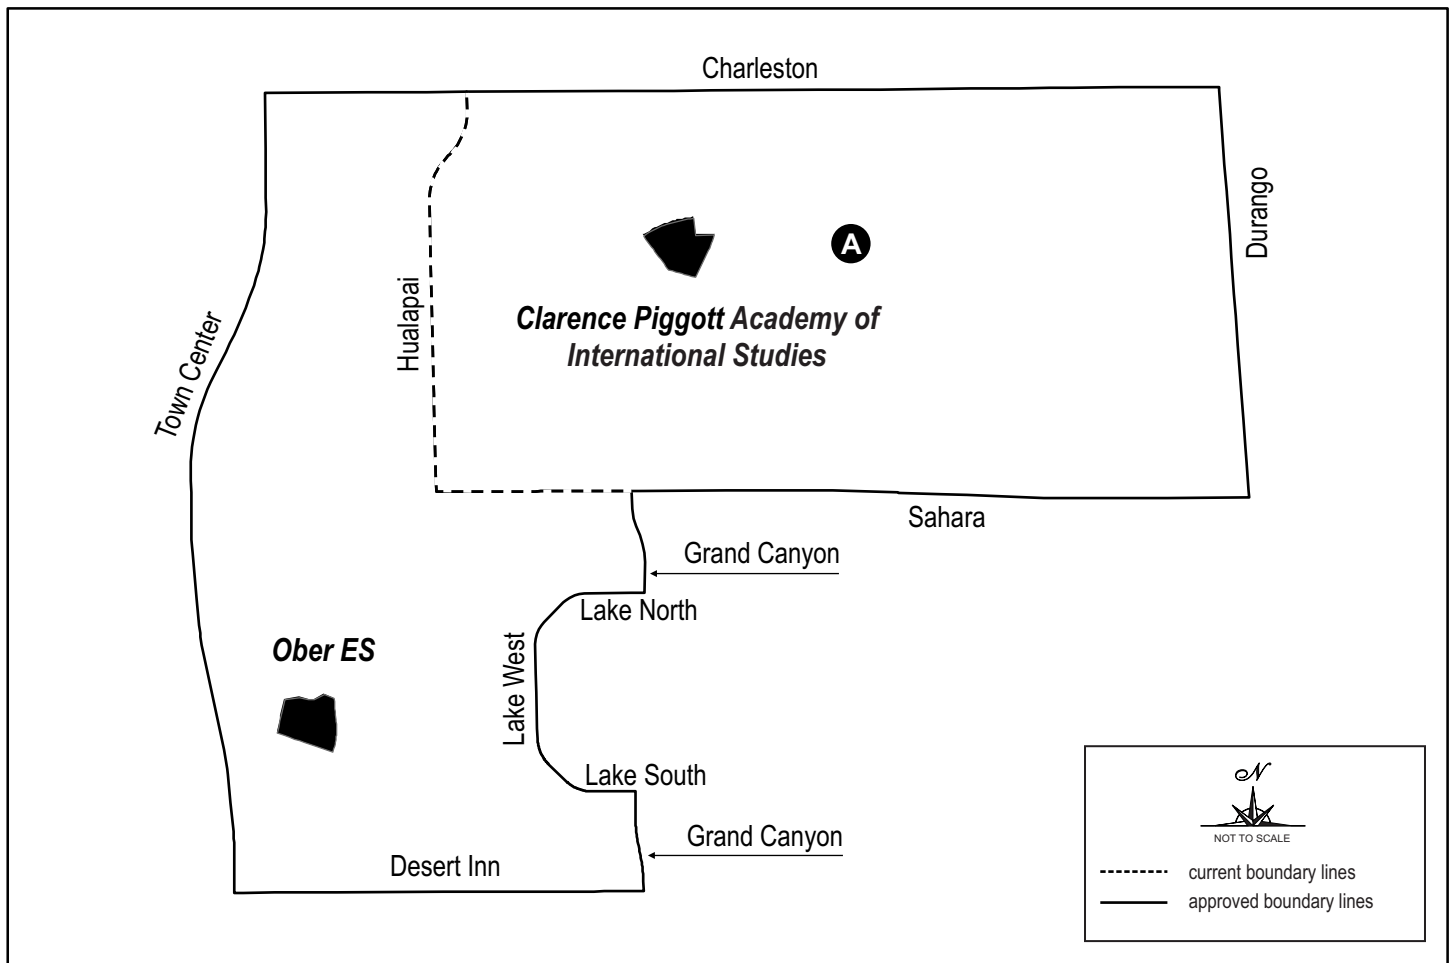 Charleston
Durango
Hualapai
Town Center
A
Clarence Piggott Academy of
International Studies
Sahara
Grand Canyon
Lake North
Ober ES
Lake West
Lake South
Grand Canyon
Desert Inn
N
NOT TO SCALE
current boundary lines
approved boundary lines